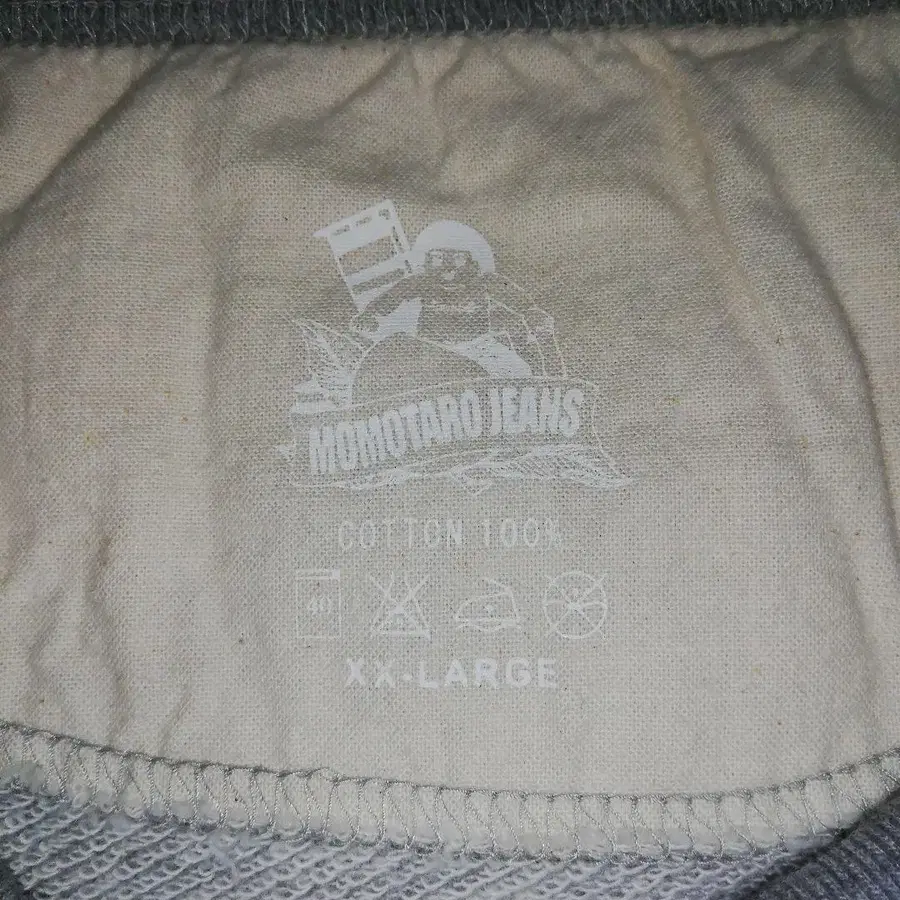 MOMOTARO JEANS
COTTON 100%
40
XX-LARGE